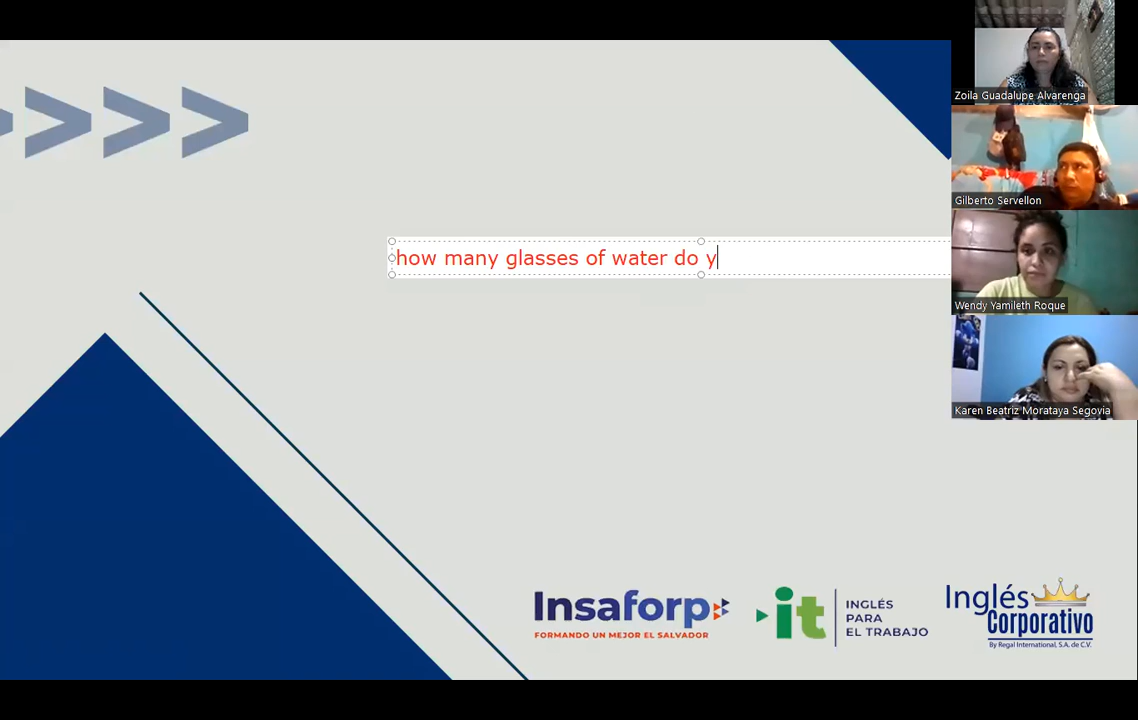 Zoila Guadalupe Alvarenga
Gilberto Servellon
how many glasses of water do y
Wendy Yamileth Roque
Karen Beatriz Morataya Segovia
Insaforp
FORMANDO UN MEJOR EL SALVADOR
it
INGLÉS
PARA
EL TRABAJO
Inglés
Corporativo
By Regal International, S.A. de C.V.